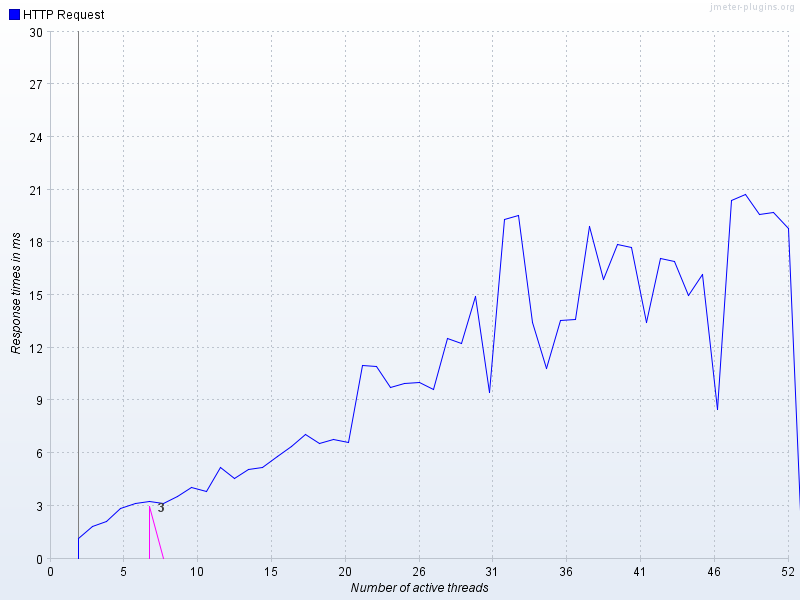 jmeter-plugins.org
HTTP Request
30
27
24
21
18
15
12
9
6
3
0
Response times in ms
3
0 5 10 15 20 26 31 36 41 46 52
Number of active threads